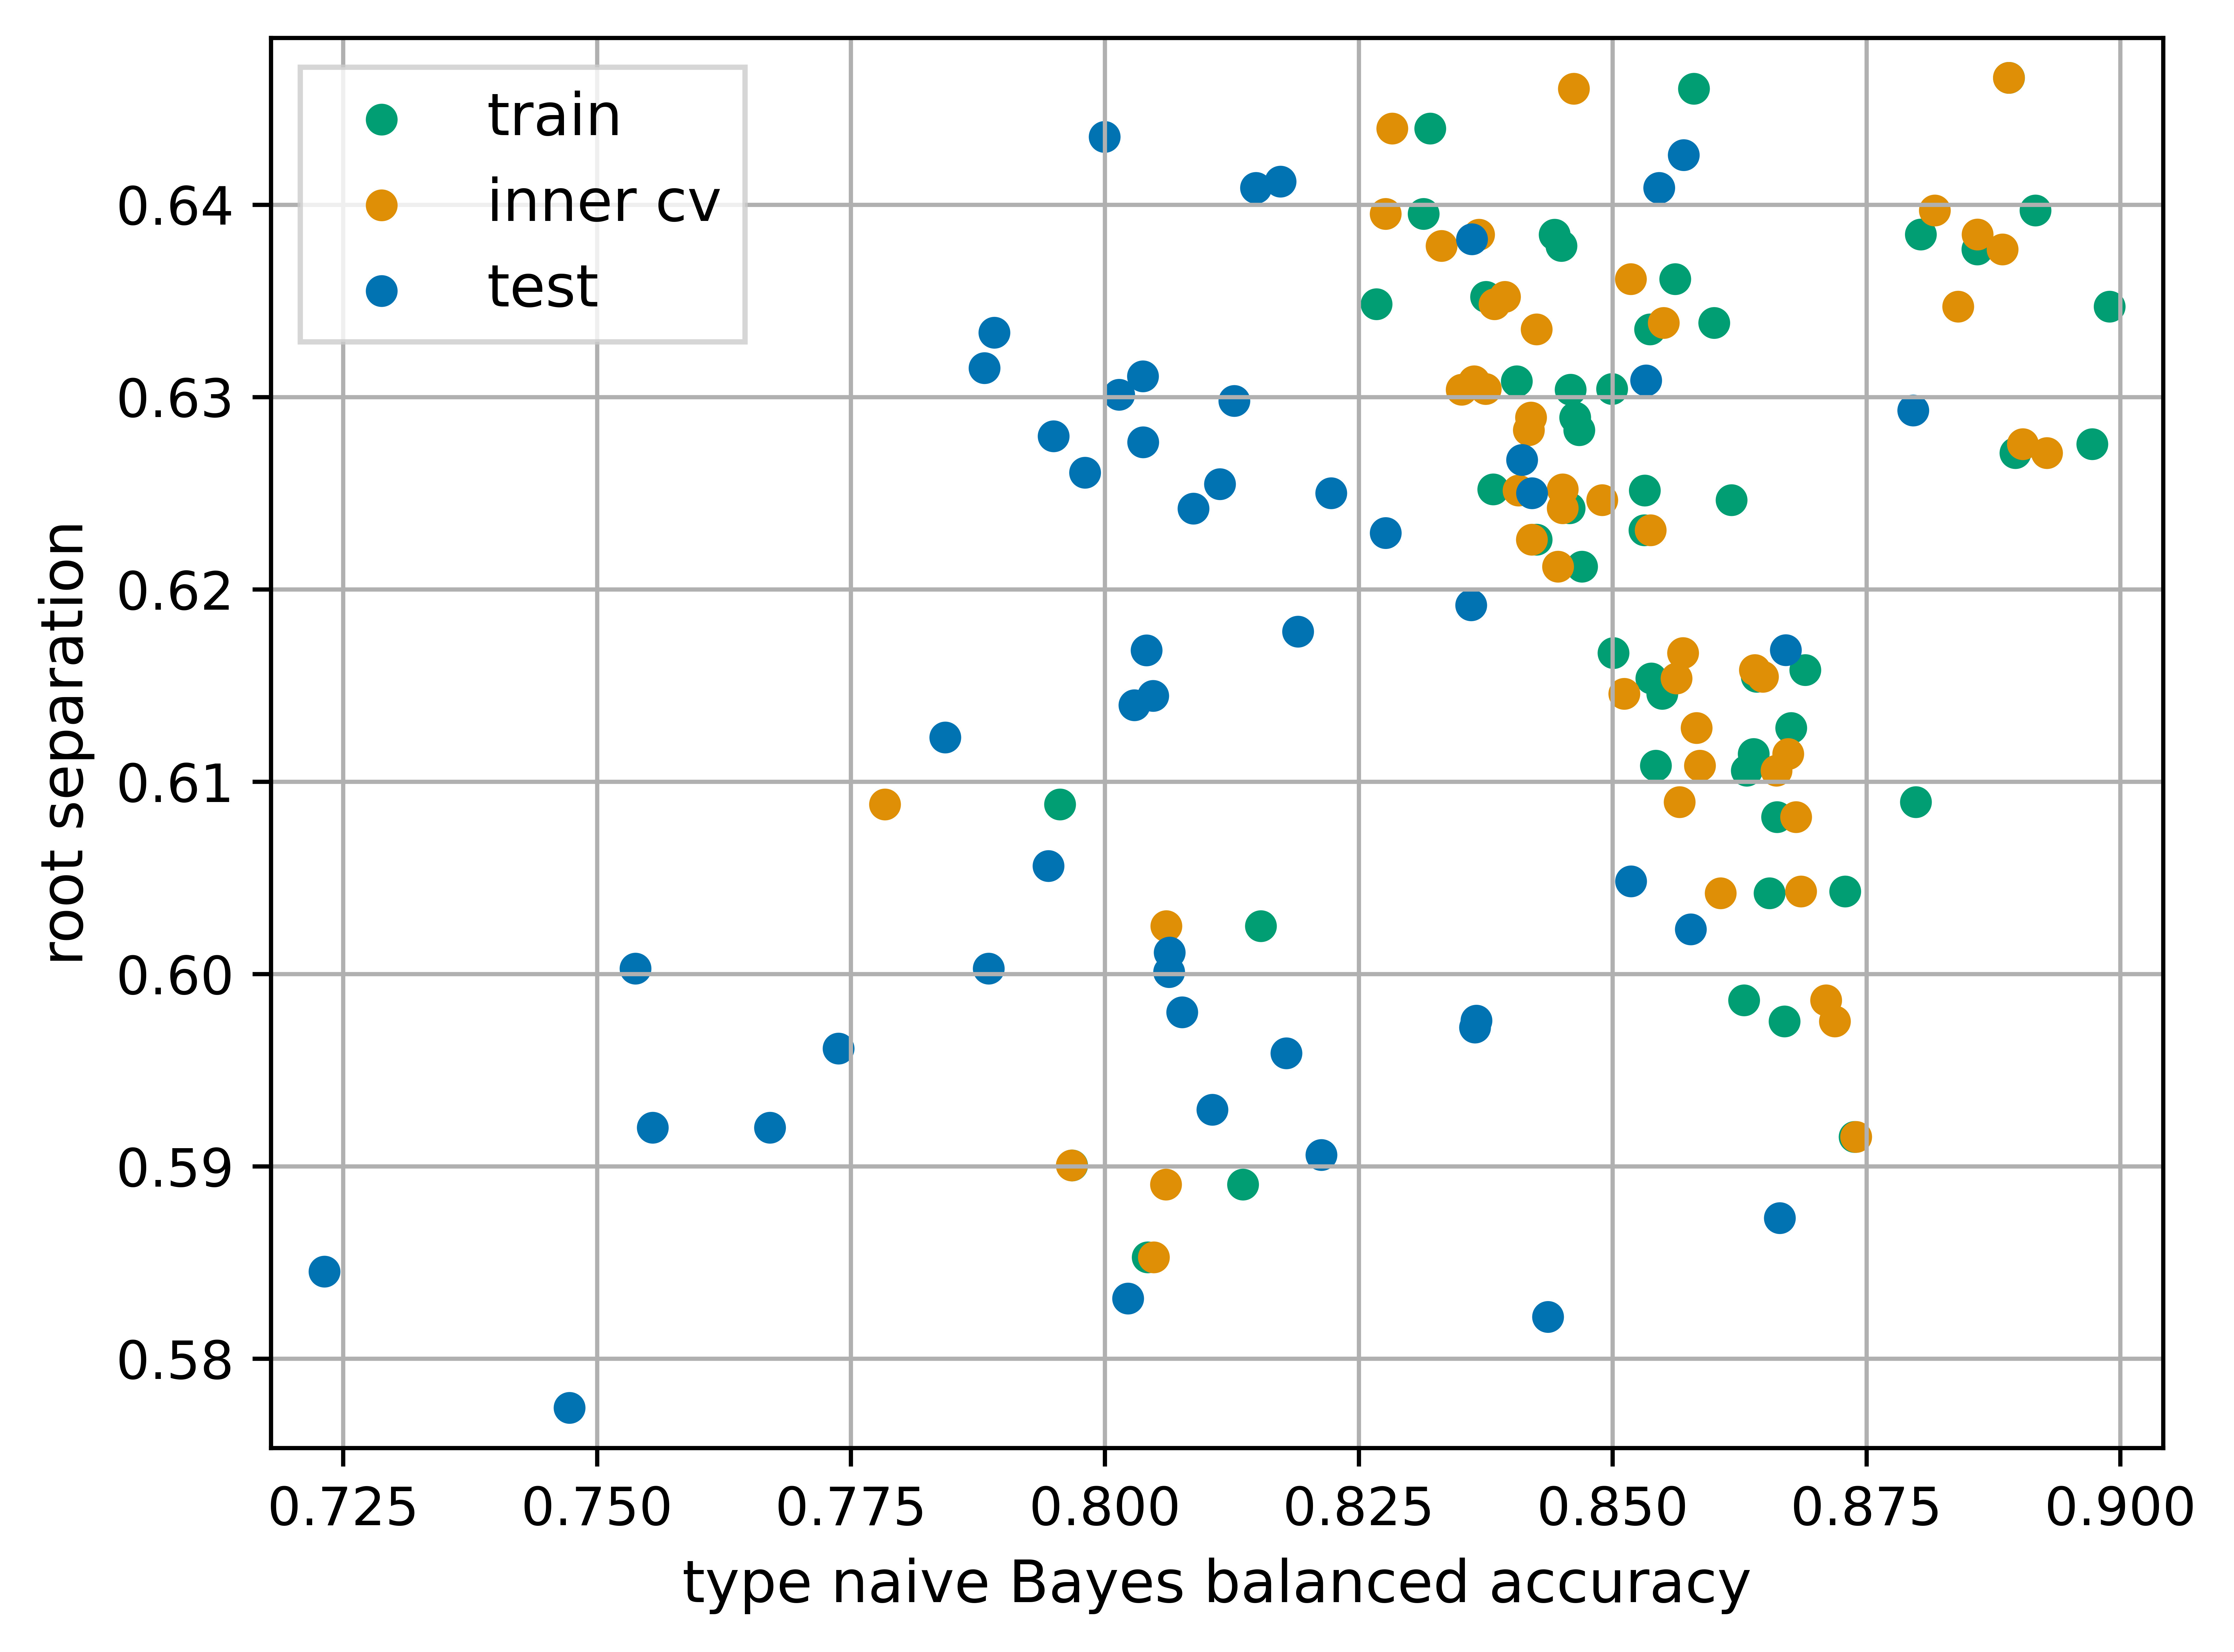 train
inner cv
test
0.64
0.63
0.62
0.61
0.60
0.59
0.58
root separation
0.725 0.750 0.775 0.800 0.825 0.850 0.875 0.900
type naive Bayes balanced accuracy